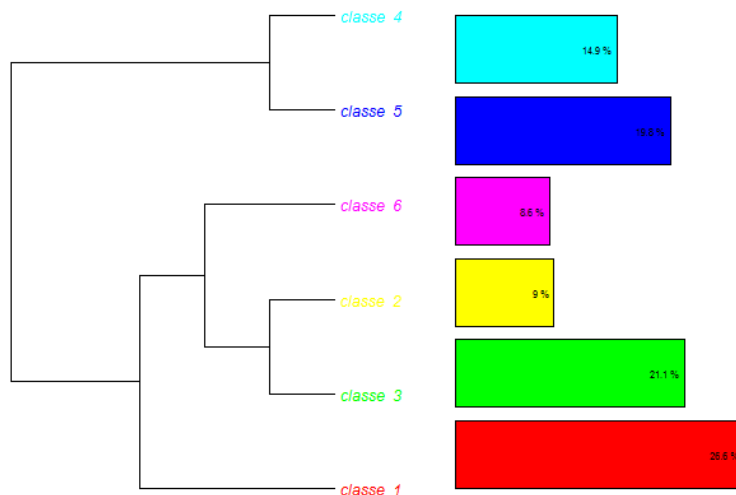 classe 4
14.9 %
classe 5
19.8 %
classe 6
8.6 %
classe 2
9 %
classe 3
21.1 %
classe 1
26.6 %